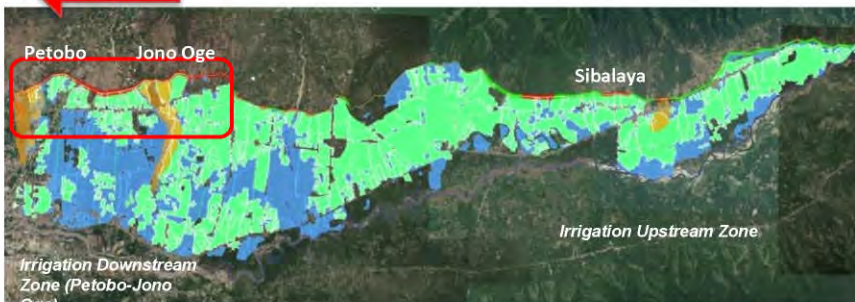 Petobo
Jono Oge
Sibalaya
Irrigation Upstream Zone
Irrigation Downstream
Zone (Petobo-Jono